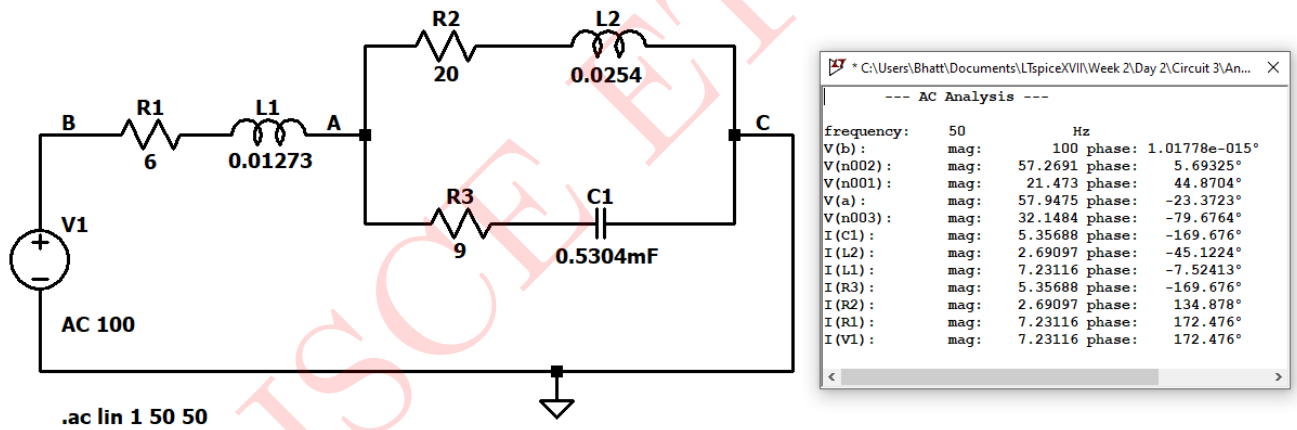 R2
L2
20
0.0254
B
R1
L1
A
C
6
0.01273
R3
C1
9
0.5304mF
V1
AC 100
.ac lin 1 50 50
ISCE ET
* C:\Users\Bhatt\Documents\LTspiceXVII\Week 2\Day 2\Circuit 3\An...
--- AC Analysis ---
frequency: 50 Hz
V(b): mag: 100 phase: 1.01778e-015°
V(n002): mag: 57.2691 phase: 5.69325°
V(n001): mag: 21.473 phase: 44.8704°
V(a): mag: 57.9475 phase: -23.3723°
V(n003): mag: 32.1484 phase: -79.6764°
I(C1): mag: 5.35688 phase: -169.676°
I(L2): mag: 2.69097 phase: -45.1224°
I(L1): mag: 7.23116 phase: -7.52413°
I(R3): mag: 5.35688 phase: -169.676°
I(R2): mag: 2.69097 phase: 134.878°
I(R1): mag: 7.23116 phase: 172.476°
I(V1): mag: 7.23116 phase: 172.476°